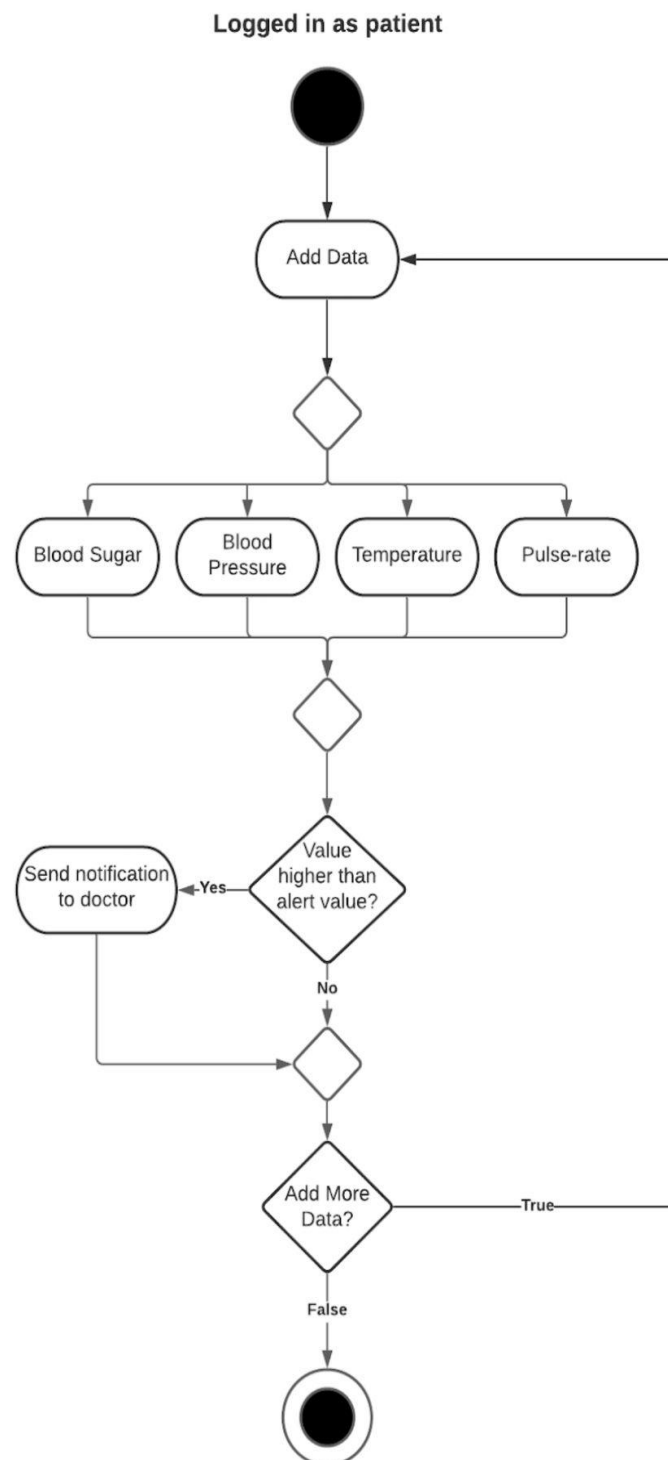 Logged in as patient
Add Data
Blood Sugar
Blood
Pressure
Temperature
Pulse-rate
Value
higher than
alert value?
Yes
Send notification
to doctor
No
Add More
Data?
True
False